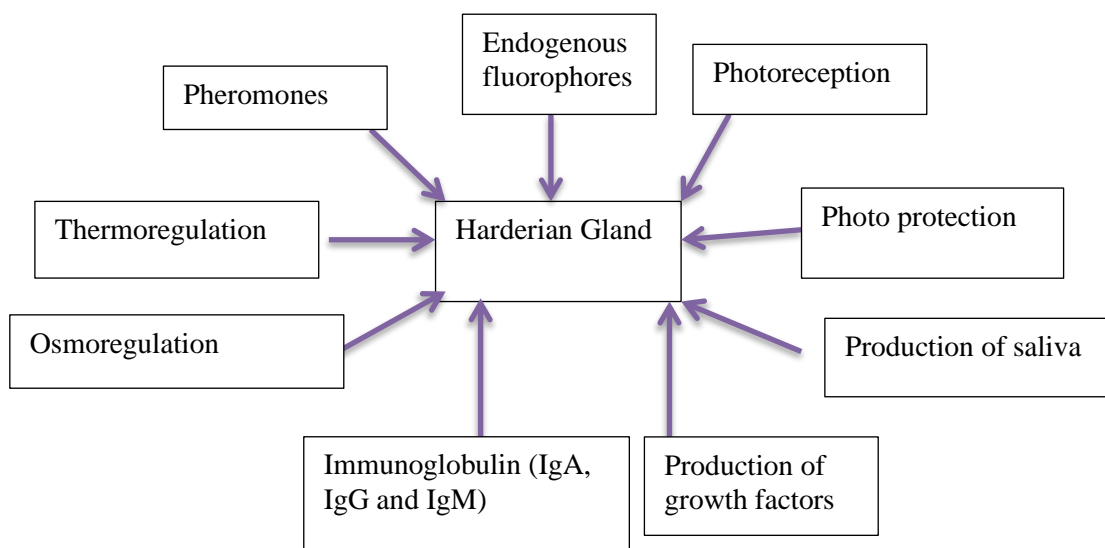 Endogenous
fluorophores
Photoreception
Pheromones
Thermoregulation
Harderian Gland
Photo protection
Osmoregulation
Production of saliva
Immunoglobulin (IgA,
IgG and IgM)
Production of
growth factors